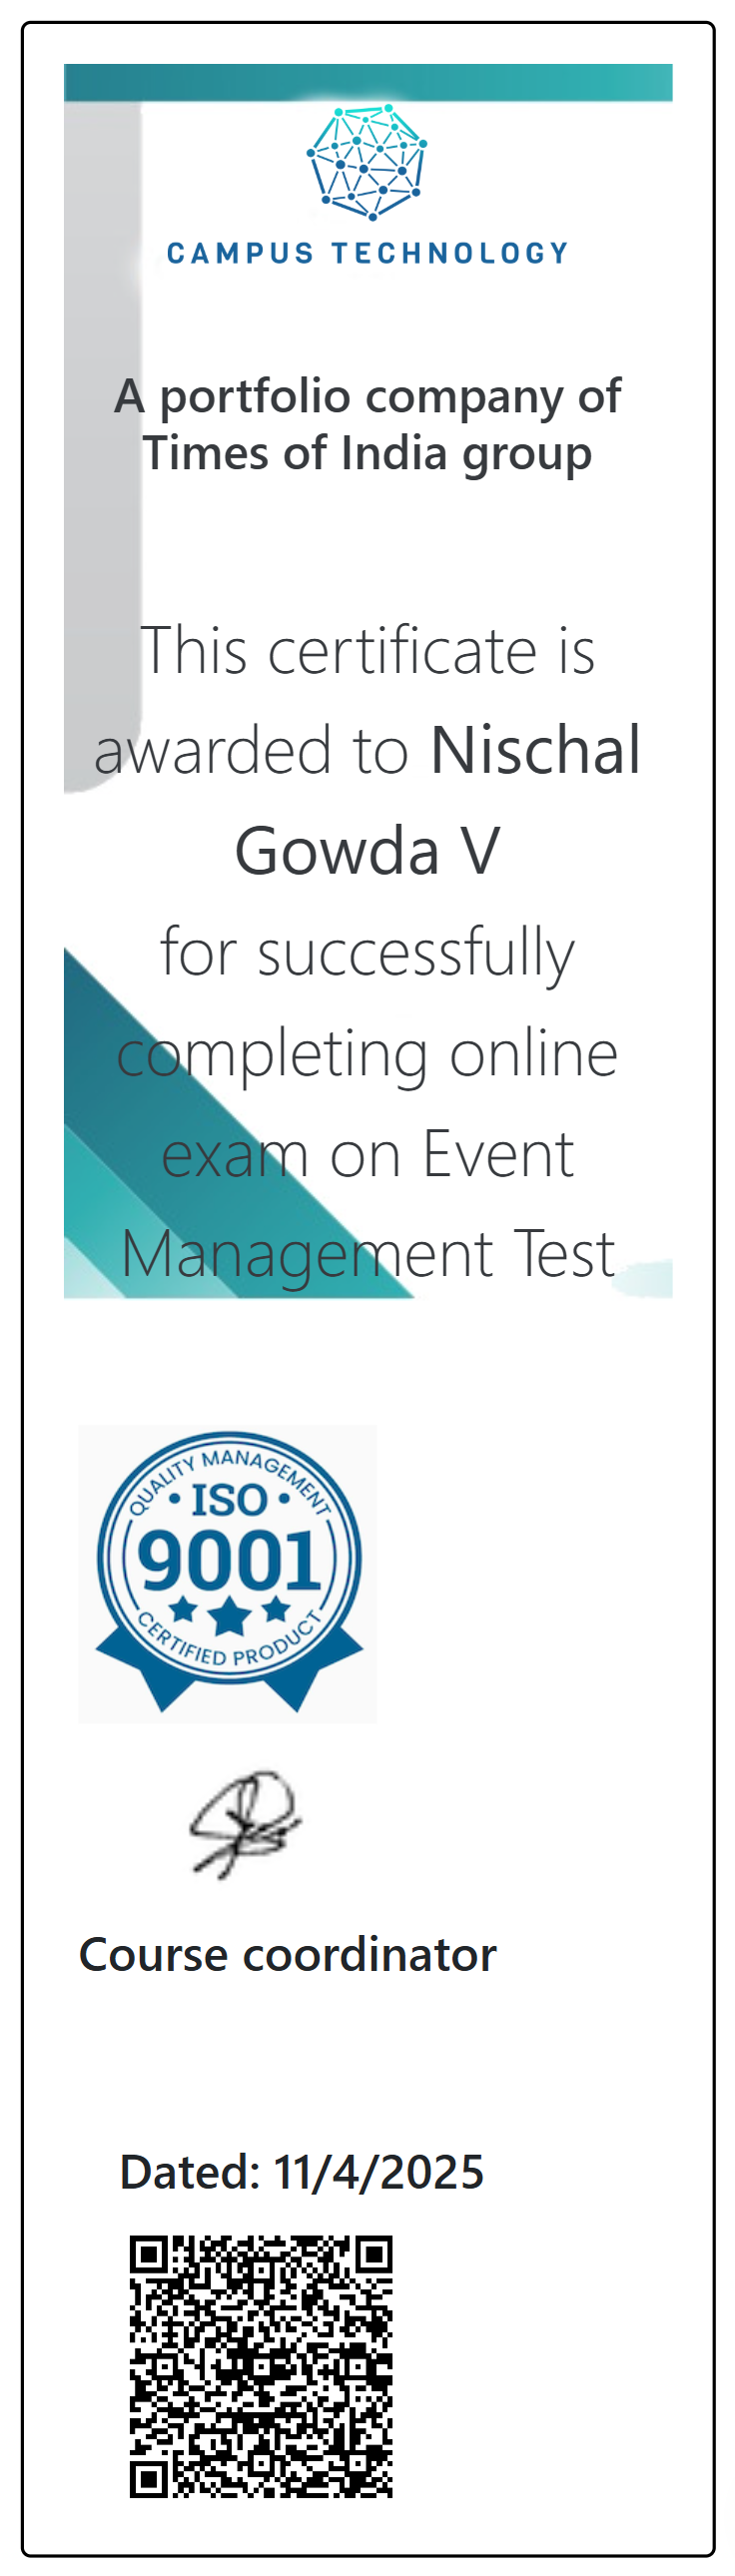 CAMPUS TECHNOLOGY
A portfolio company of
Times of India group
This certificate is
awarded to Nischal
Gowda V
for successfully
completing online
exam on Event
Management Test
QUALITY MANAGEMENT
• ISO •
9001
CERTIFIED PRODUCT
Course coordinator
Dated: 11/4/2025